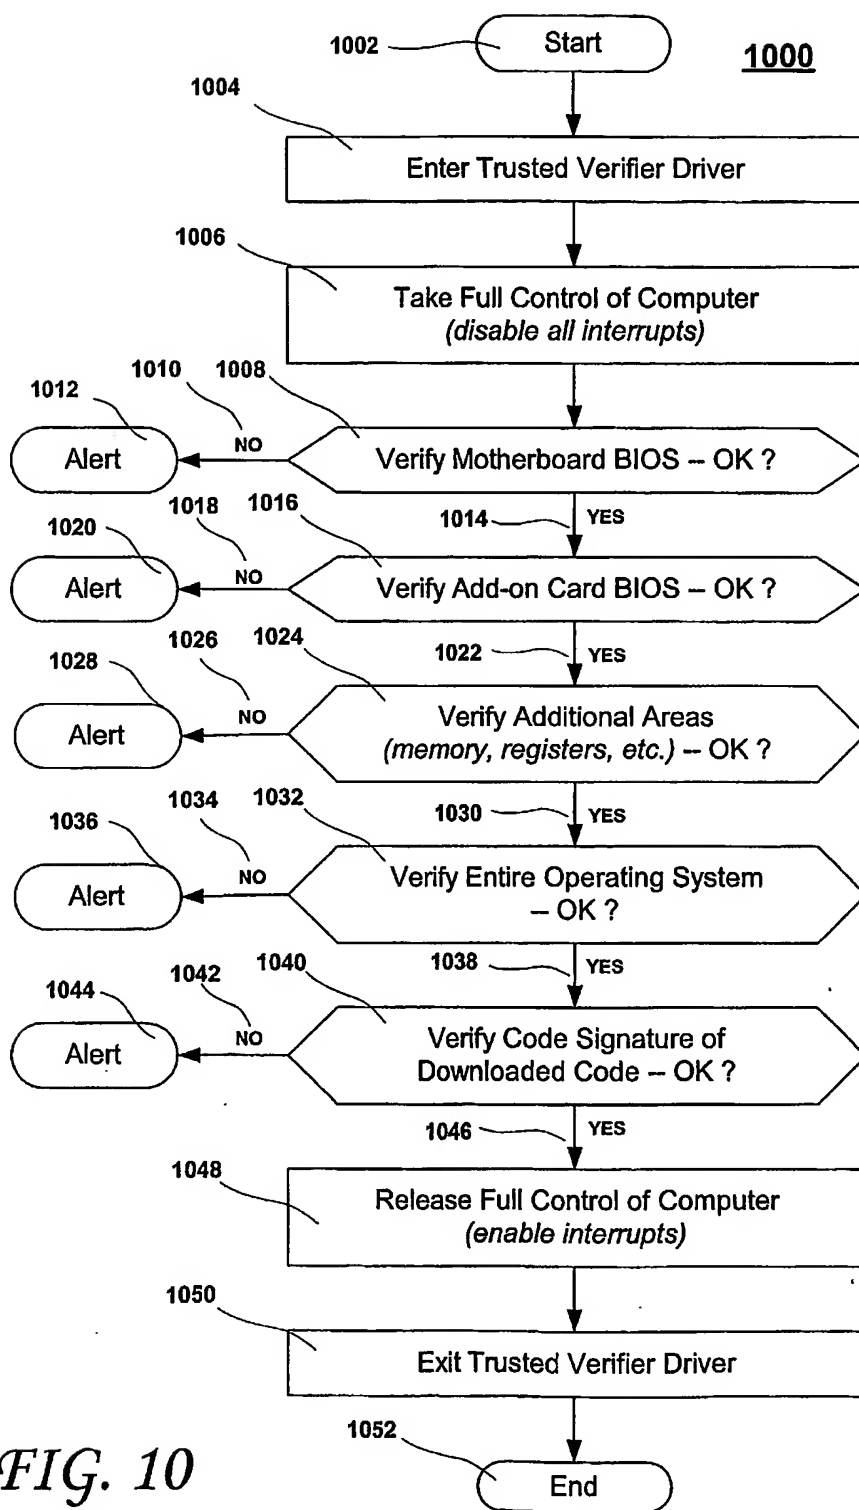 1002
Start
1000
1004
Enter Trusted Verifier Driver
1006
Take Full Control of Computer
(disable all interrupts)
1008
1010
1012
Alert
NO
Verify Motherboard BIOS – OK ?
1014
YES
1016
1018
1020
Alert
NO
Verify Add-on Card BIOS – OK ?
1022
YES
1024
1026
1028
Alert
NO
Verify Additional Areas
(memory, registers, etc.) – OK ?
1030
YES
1032
1034
1036
Alert
NO
Verify Entire Operating System
– OK ?
1038
YES
1040
1042
1044
Alert
NO
Verify Code Signature of
Downloaded Code – OK ?
1046
YES
1048
Release Full Control of Computer
(enable interrupts)
1050
Exit Trusted Verifier Driver
1052
End
FIG. 10